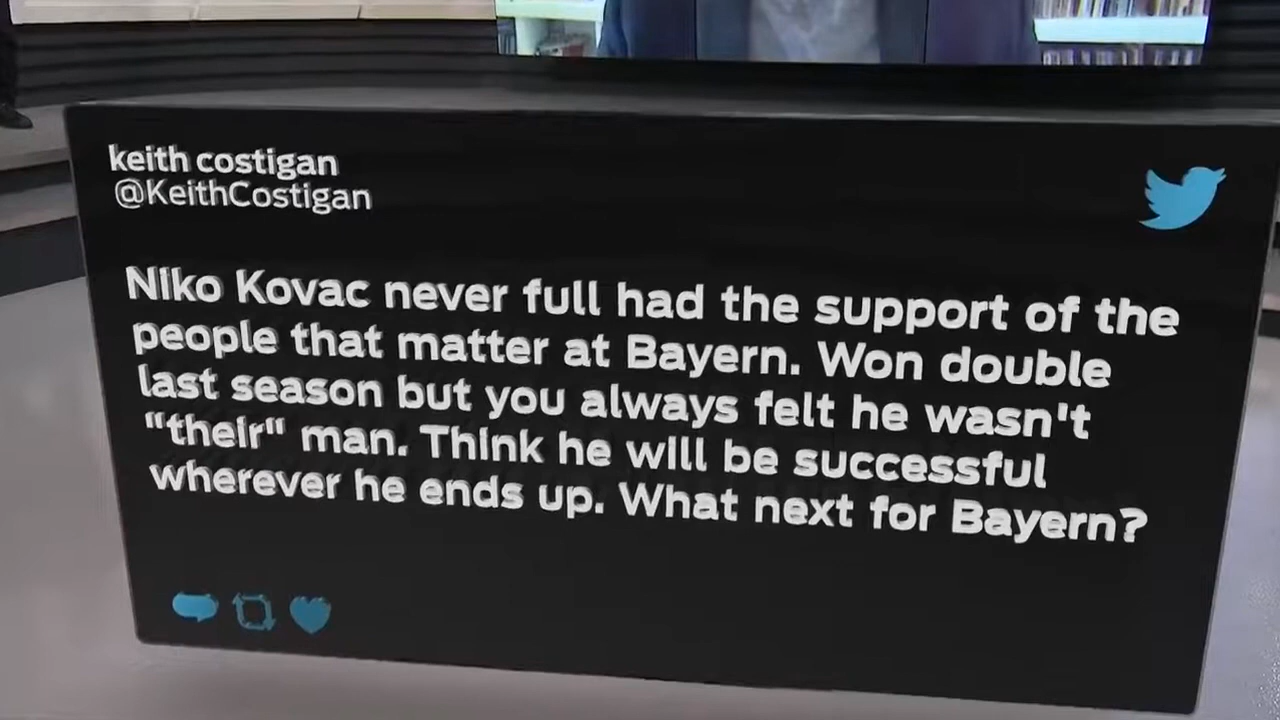 keith costigan
@KeithCostigan
Niko Kovac never full had the support of the
people that matter at Bayern. Won double
last season but you always felt he wasn't
"their" man. Think he will be successful
wherever he ends up. What next for Bayern?